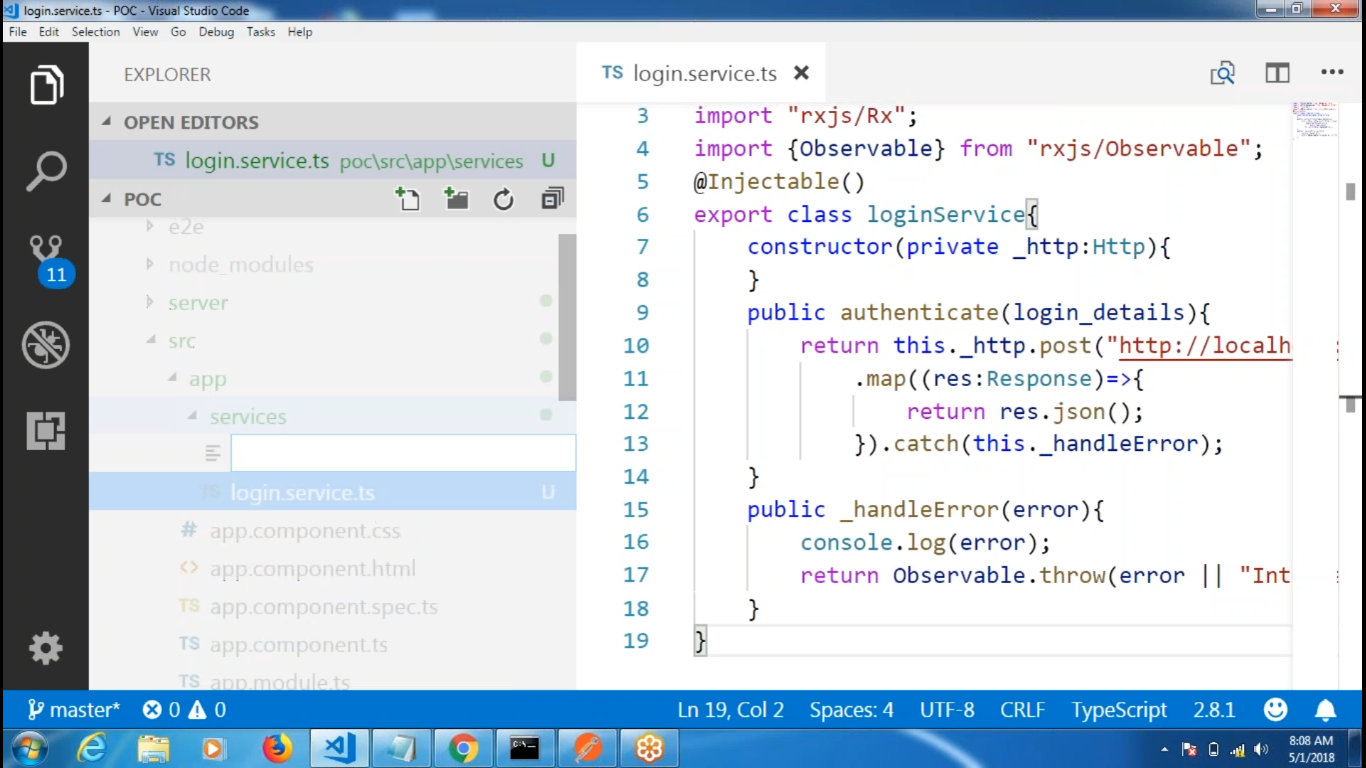 login.service.ts - POC - Visual Studio Code
File Edit Selection View Go Debug Tasks Help
EXPLORER
OPEN EDITORS
TS login.service.ts poc\src\app\services U
POC
e2e
node_modules
server
src
app
services
TS login.service.ts U
# app.component.css
<> app.component.html
TS app.component.spec.ts
TS app.component.ts
TS app.module.ts
11
TS login.service.ts
3 import "rxjs/Rx";
4 import {Observable} from "rxjs/Observable";
5 @Injectable()
6 export class loginService{
7 constructor(private _http:Http){
8 }
9 public authenticate(login_details){
10 return this._http.post("http://localh
11 .map((res:Response)=>{
12 return res.json();
13 }).catch(this._handleError);
14 }
15 public _handleError(error){
16 console.log(error);
17 return Observable.throw(error || "Int
18 }
19 }
master* 0 0 Ln 19, Col 2 Spaces: 4 UTF-8 CRLF TypeScript 2.8.1
8:08 AM
5/1/2018